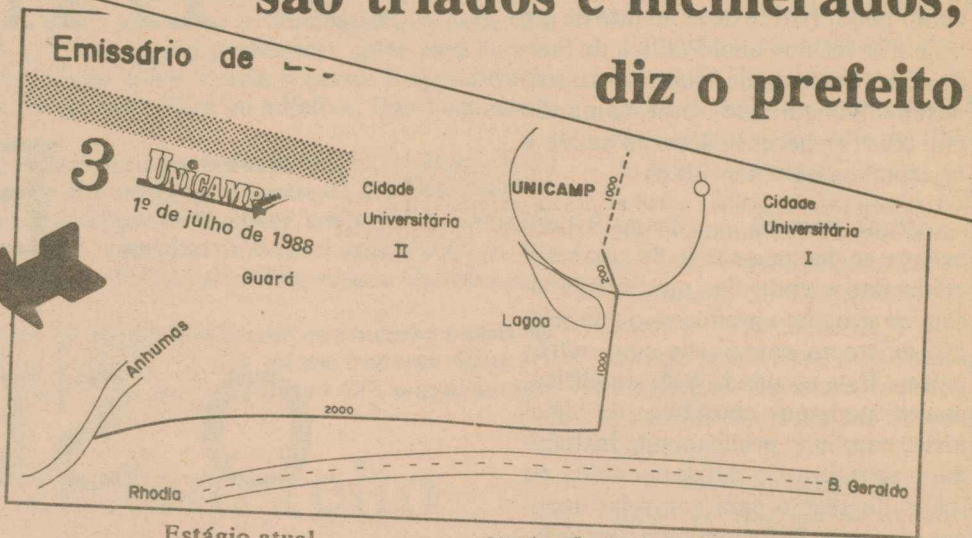 são triados e incinerados,
diz o prefeito
Emissário de
3
UNICAMP
1º de julho de 1988
Cidade
Universitária
II
Guará
UNICAMP
1000
200
Cidade
Universitária
I
Lagoa
1000
Anhumas
2000
Rhodia
B. Geraldo
Estágio atual